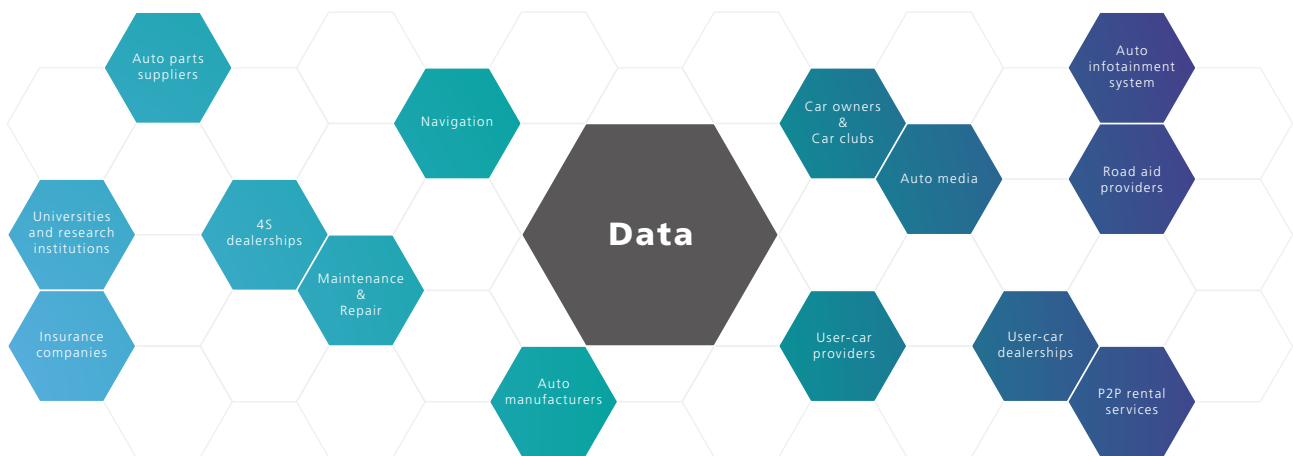 Auto parts
suppliers
Navigation
Universities
and research
institutions
4S
dealerships
Maintenance
&
Repair
Insurance
companies
Auto
manufacturers
Data
Car owners
&
Car clubs
Auto media
Auto
infotainment
system
Road aid
providers
User-car
providers
User-car
dealerships
P2P rental
services